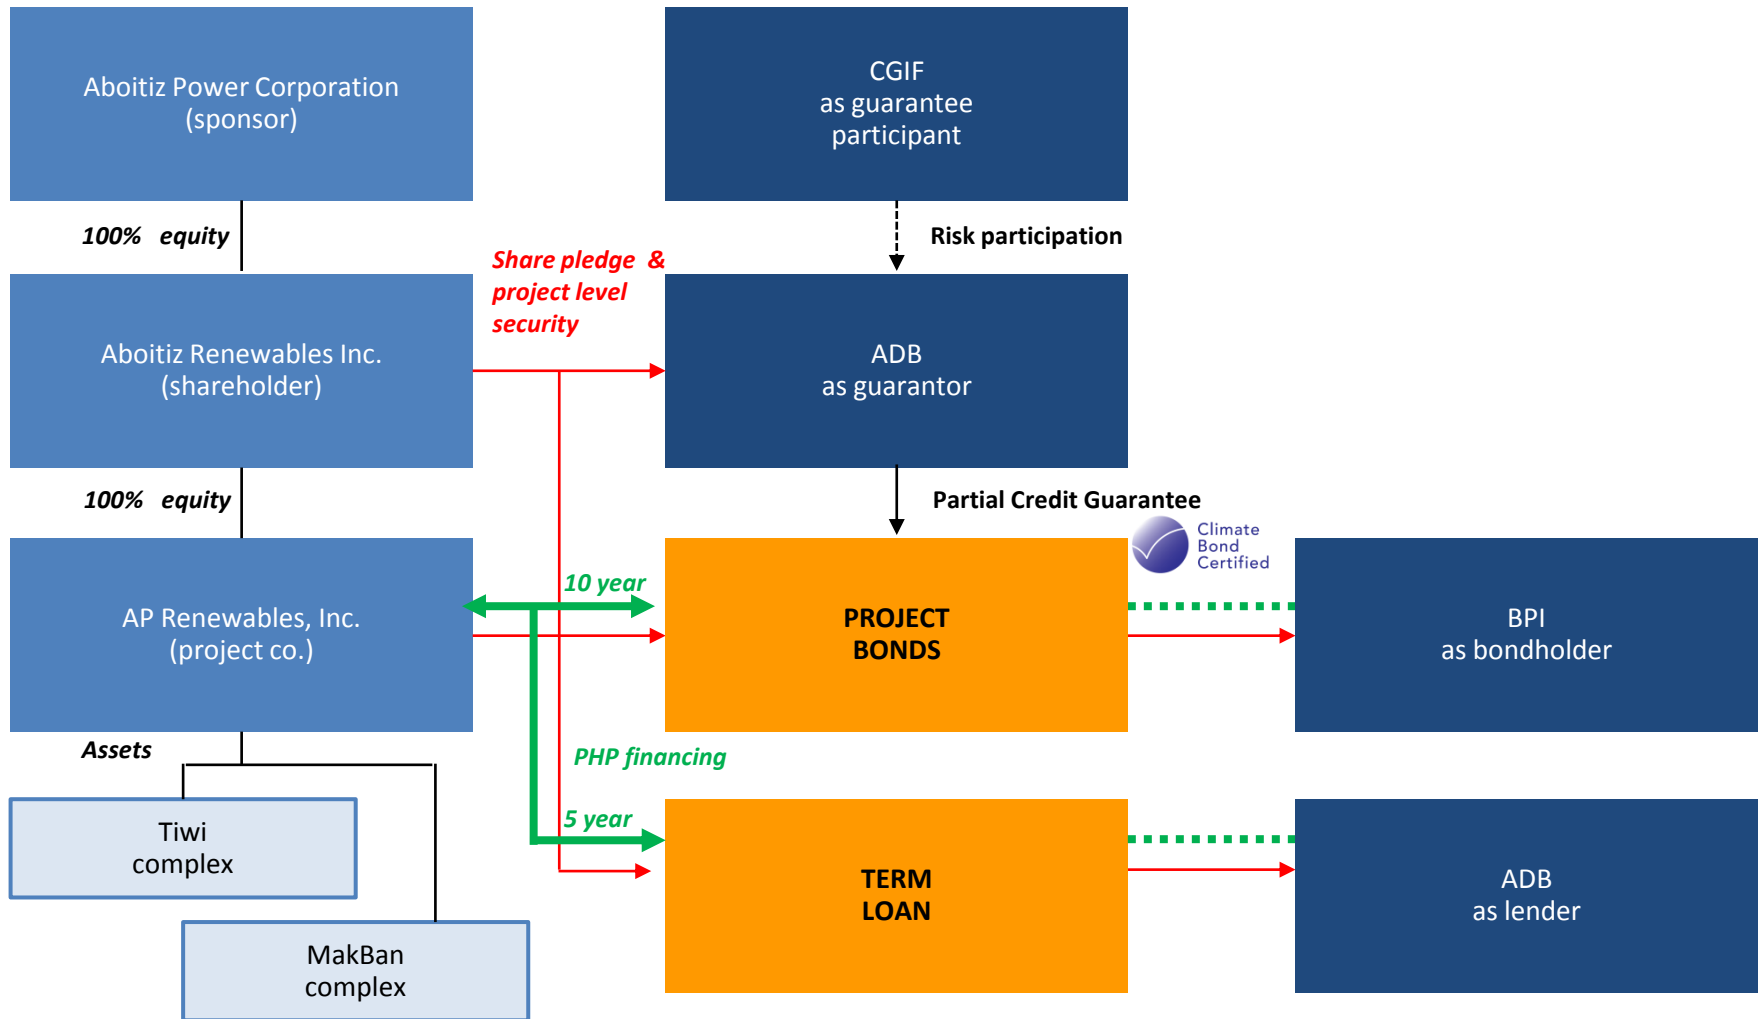 Aboitiz Power Corporation
(sponsor)
CGIF
as guarantee
participant
100% equity
Risk participation
Share pledge &
project level
security
Aboitiz Renewables Inc.
(shareholder)
ADB
as guarantor
100% equity
Partial Credit Guarantee
Climate
Bond
Certified
10 year
AP Renewables, Inc.
(project co.)
PROJECT
BONDS
BPI
as bondholder
Assets
PHP financing
5 year
Tiwi
complex
TERM
LOAN
ADB
as lender
MakBan
complex